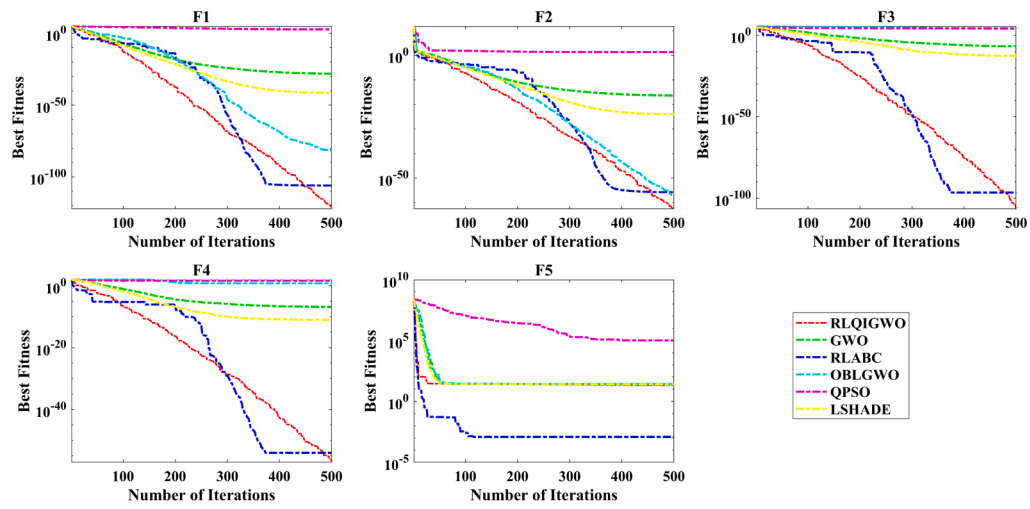 F1
10^0
10^-50
10^-100
Best Fitness
100 200 300 400 500
Number of Iterations
F2
10^0
10^-50
Best Fitness
100 200 300 400 500
Number of Iterations
F3
10^0
10^-50
10^-100
Best Fitness
100 200 300 400 500
Number of Iterations
F4
10^0
10^-20
10^-40
Best Fitness
100 200 300 400 500
Number of Iterations
F5
10^10
10^5
10^0
10^-5
Best Fitness
100 200 300 400 500
Number of Iterations
RLQIGWO
GWO
RLABC
OBLGWO
QPSO
LSHADE